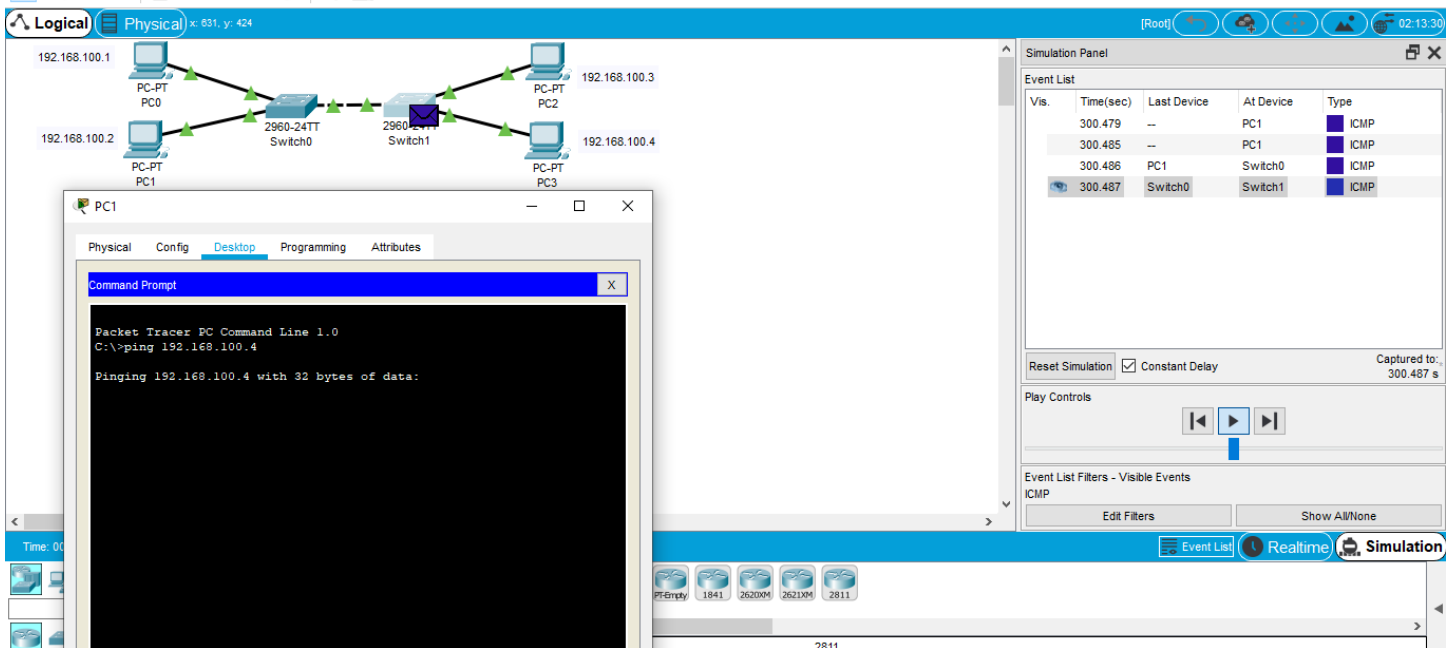 Logical Physical x: 631, y: 424 [Root] 02:13:30
192.168.100.1
PC-PT
PC0
192.168.100.2
PC-PT
PC1
2960-24TT
Switch0
2960-24TT
Switch1
192.168.100.3
PC-PT
PC2
192.168.100.4
PC-PT
PC3
PC1
Physical Config Desktop Programming Attributes
Command Prompt X
Packet Tracer PC Command Line 1.0
C:\>ping 192.168.100.4
Pinging 192.168.100.4 with 32 bytes of data:
Simulation Panel
Event List
Vis. Time(sec) Last Device At Device Type
300.479 -- PC1 ICMP
300.485 -- PC1 ICMP
300.486 PC1 Switch0 ICMP
300.487 Switch0 Switch1 ICMP
Reset Simulation Constant Delay Captured to:
300.487 s
Play Controls
Event List Filters - Visible Events
ICMP
Edit Filters Show All/None
Time: 00 Event List Realtime Simulation
PT-Empty 1841 2620XM 2621XM 2811
2811